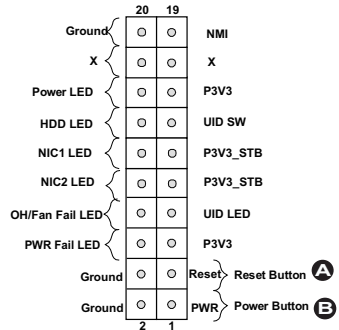 20 19
Ground NMI
X X
Power LED P3V3
HDD LED UID SW
NIC1 LED P3V3_STB
NIC2 LED P3V3_STB
OH/Fan Fail LED UID LED
PWR Fail LED P3V3
Ground Reset Reset Button A
Ground PWR Power Button B
2 1